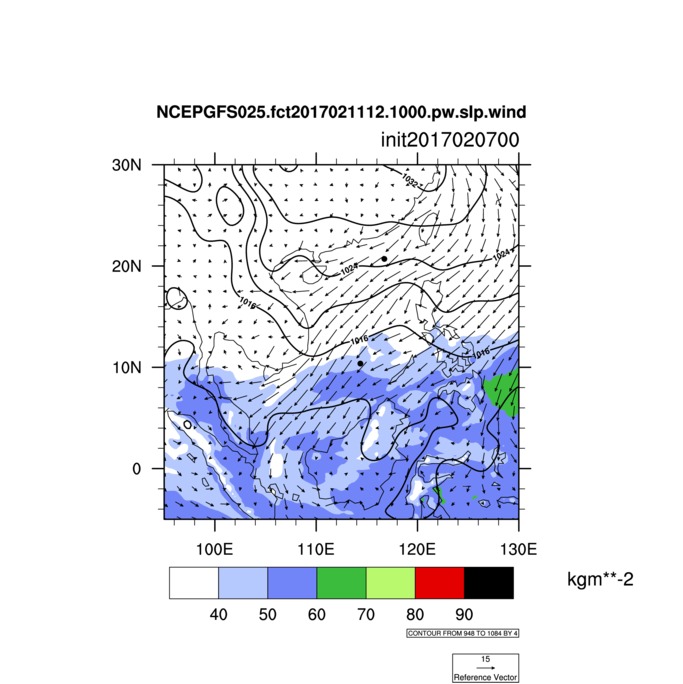 NCEPGFS025.fct2017021112.1000.pw.slp.wind
init2017020700
30N
1032
20N
1024
1024
1016
1016
1016
10N
0
100E
110E
120E
130E
kgm**-2
40
50
60
70
80
90
CONTOUR FROM 948 TO 1084 BY 4
15
Reference Vector